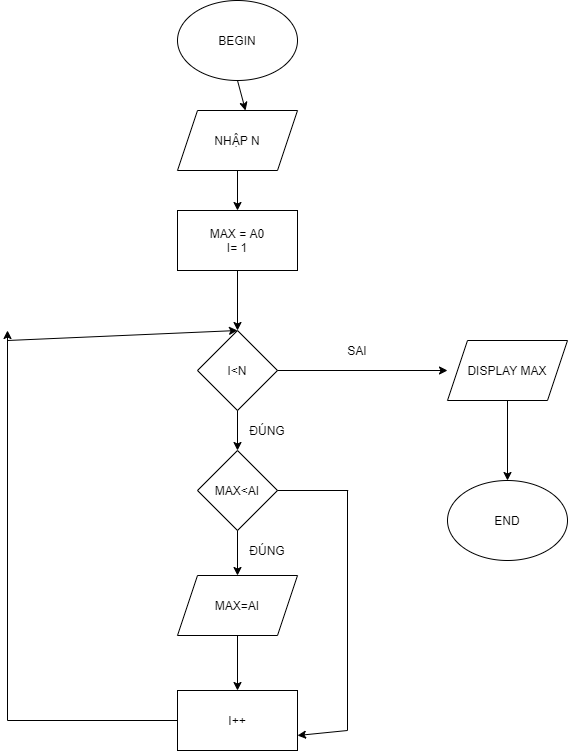 BEGIN
NHẬP N
MAX = A0
I= 1
I<N
SAI
DISPLAY MAX
ĐÚNG
MAX<AI
END
ĐÚNG
MAX=AI
I++